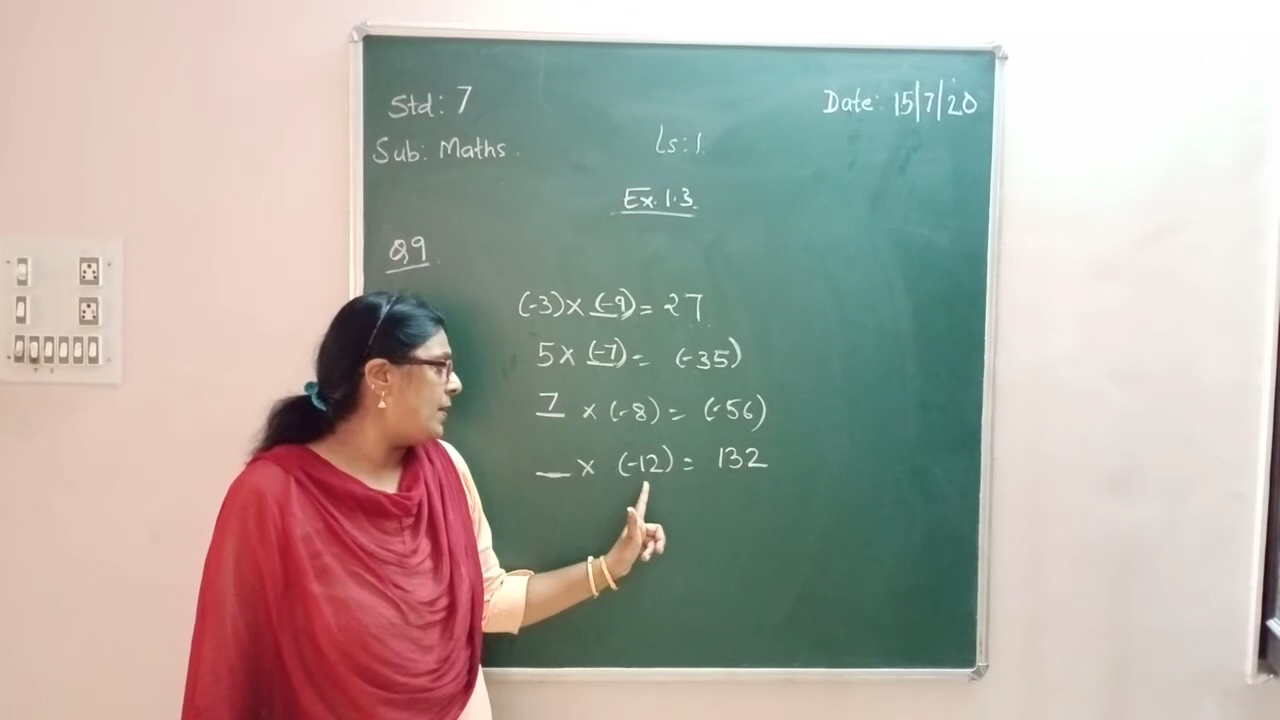 Std: 7
Date: 15/7/20
Sub: Maths.
Ls: 1.
Ex. 1.3.
Q9.
(-3) × (-9) = 27
5 × (-7) = (-35)
7 × (-8) = (-56)
__ × (-12) = 132